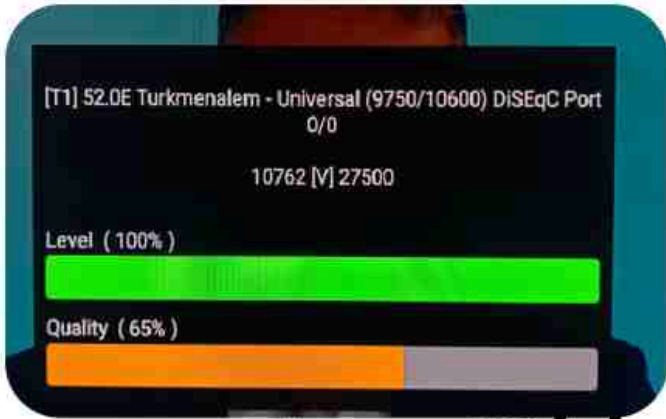 [T1] 52.0E Turkmenalem - Universal (9750/10600) DiSEqC Port
0/0
10762 [V] 27500
Level ( 100% )
Quality ( 65% )